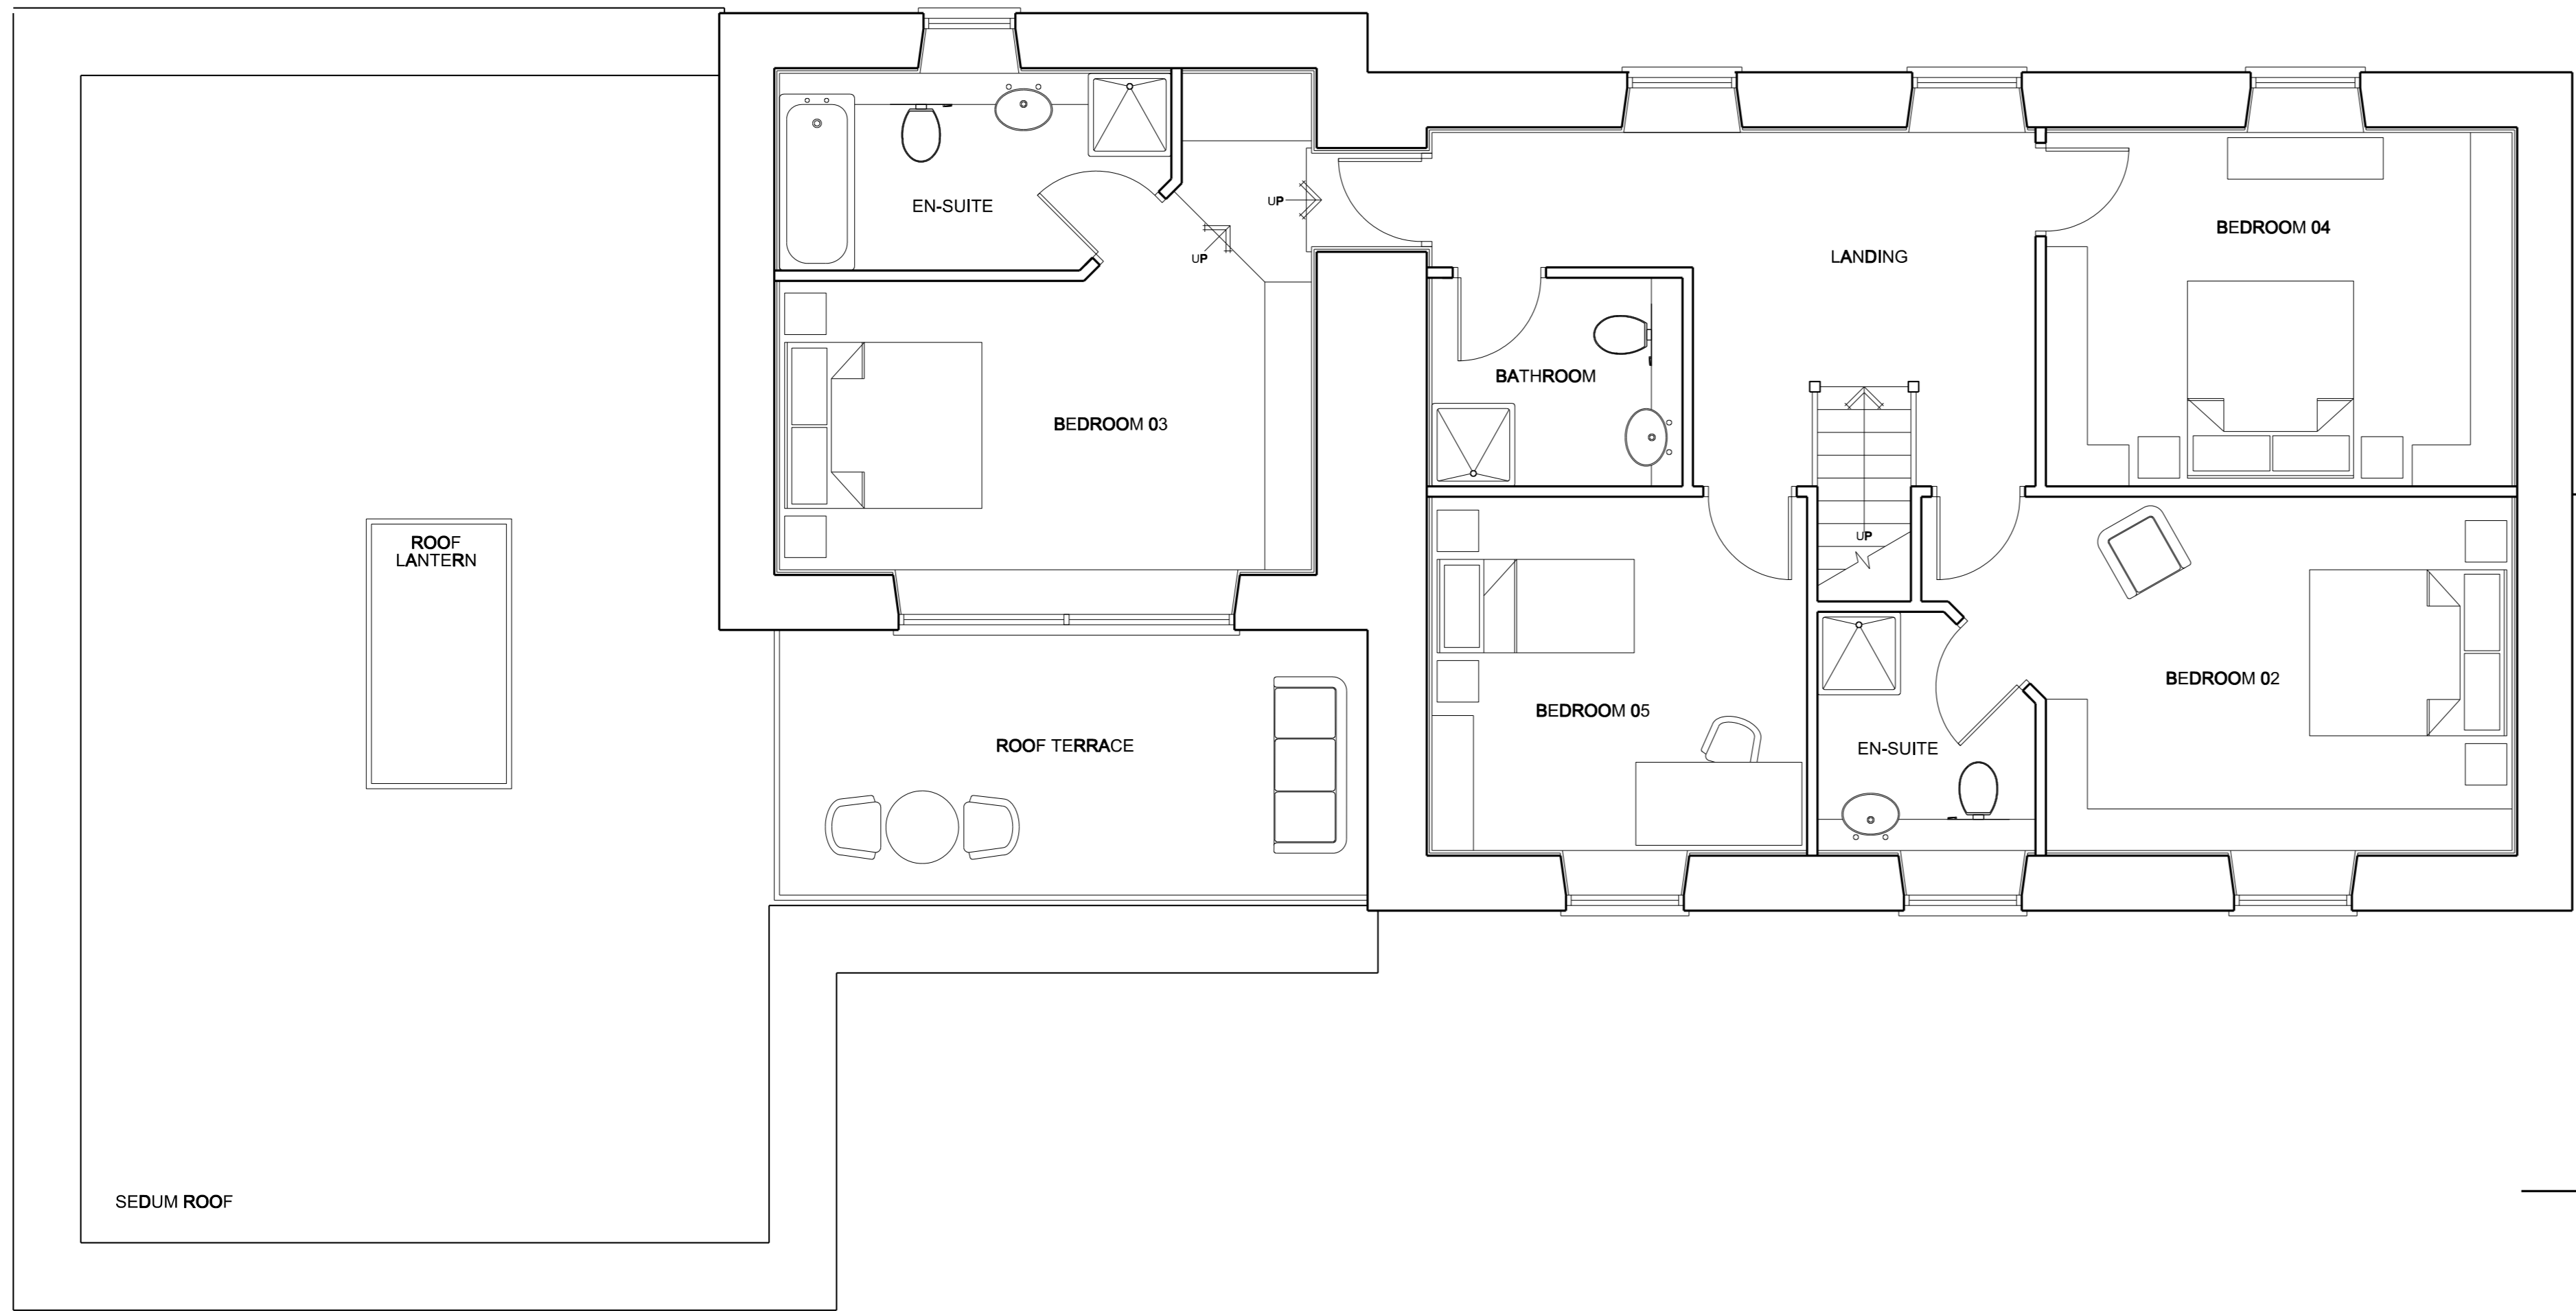 EN-SUITE
UP
UP
BEDROOM 04
LANDING
BATHROOM
BEDROOM 03
ROOF
LANTERN
UP
BEDROOM 02
BEDROOM 05
ROOF TERRACE
EN-SUITE
SEDUM ROOF